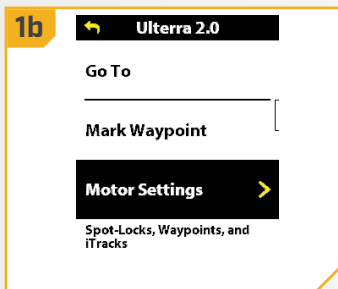 1b
Ulterra 2.0
Go To
Mark Waypoint
Motor Settings
Spot-Locks, Waypoints, and
iTracks